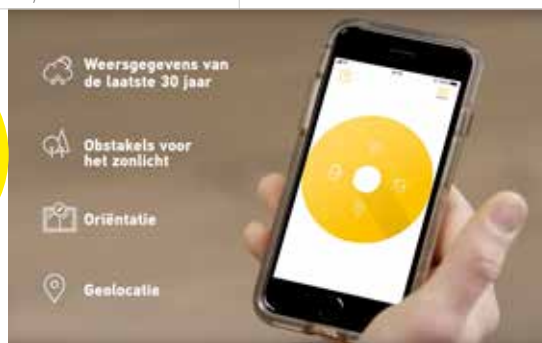 Weersgegevens van
de laatste 30 jaar
Obstakels voor
het zonlicht
Oriëntatie
Geolocatie